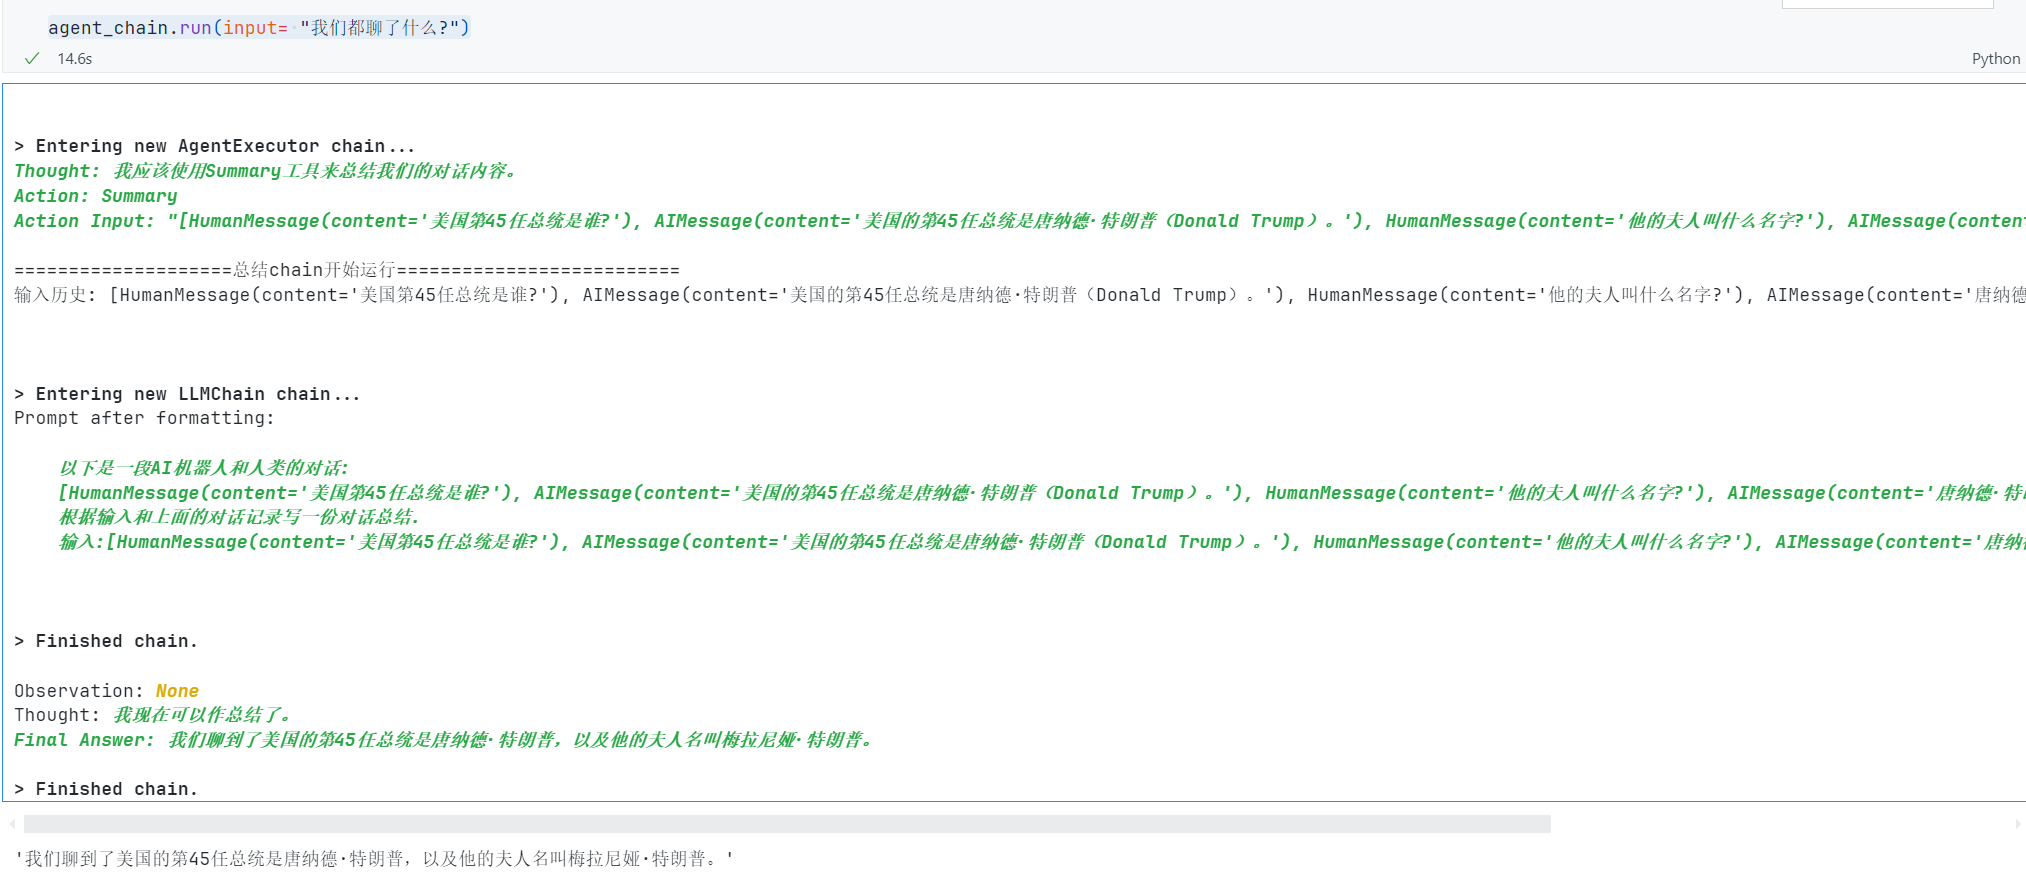 agent_chain.run(input= "我们都聊了什么?")
14.6s
Python
> Entering new AgentExecutor chain...
Thought: 我应该使用Summary工具来总结我们的对话内容。
Action: Summary
Action Input: "[HumanMessage(content='美国第45任总统是谁?'), AIMessage(content='美国的第45任总统是唐纳德·特朗普（Donald Trump）。'), HumanMessage(content='他的夫人叫什么名字?'), AIMessage(conten
====================总结chain开始运行==========================
输入历史: [HumanMessage(content='美国第45任总统是谁?'), AIMessage(content='美国的第45任总统是唐纳德·特朗普（Donald Trump）。'), HumanMessage(content='他的夫人叫什么名字?'), AIMessage(content='唐纳德
> Entering new LLMChain chain...
Prompt after formatting:
以下是一段AI机器人和人类的对话:
[HumanMessage(content='美国第45任总统是谁?'), AIMessage(content='美国的第45任总统是唐纳德·特朗普（Donald Trump）。'), HumanMessage(content='他的夫人叫什么名字?'), AIMessage(content='唐纳德·特
根据输入和上面的对话记录写一份对话总结.
输入:[HumanMessage(content='美国第45任总统是谁?'), AIMessage(content='美国的第45任总统是唐纳德·特朗普（Donald Trump）。'), HumanMessage(content='他的夫人叫什么名字?'), AIMessage(content='唐纳
> Finished chain.
Observation: None
Thought: 我现在可以作总结了。
Final Answer: 我们聊到了美国的第45任总统是唐纳德·特朗普，以及他的夫人名叫梅拉尼娅·特朗普。
> Finished chain.
'我们聊到了美国的第45任总统是唐纳德·特朗普，以及他的夫人名叫梅拉尼娅·特朗普。'